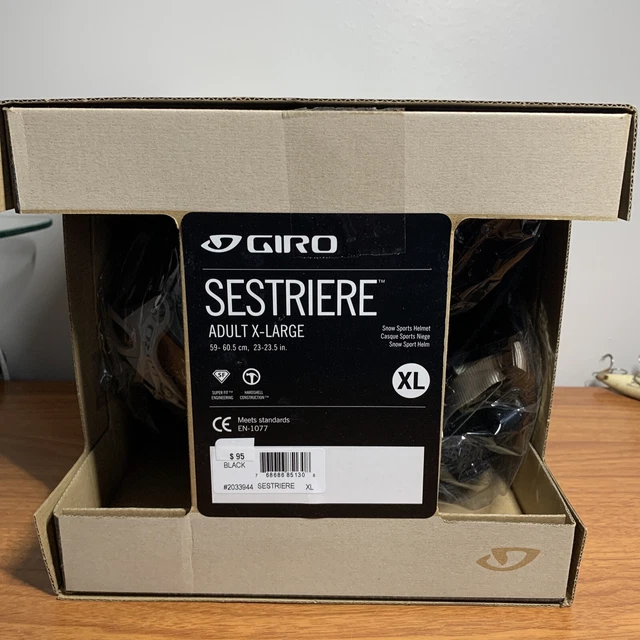 GIRO
SESTRIERE™
ADULT X-LARGE
59- 60.5 cm, 23-23.5 in.
Snow Sports Helmet
Casque Sports Niege
Snow Sport Helm
SUPER FIT™
ENGINEERING
HARDSHELL
CONSTRUCTION™
XL
CE Meets standards
EN-1077
$ 95
BLACK
7 68686 85130 8
#2033944 SESTRIERE XL